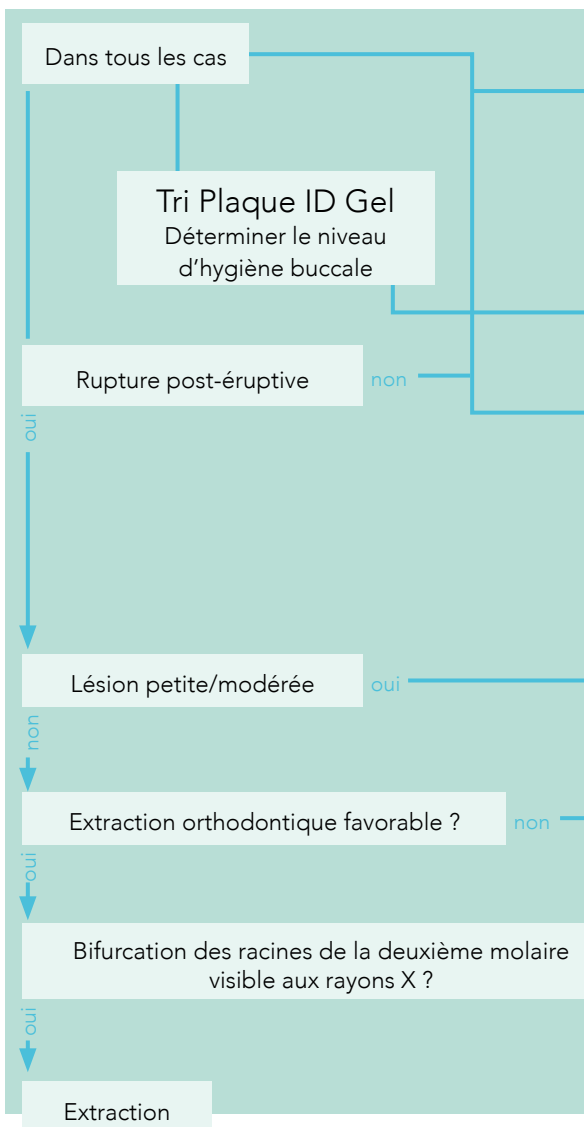 Dans tous les cas
Tri Plaque ID Gel
Déterminer le niveau
d'hygiène buccale
Rupture post-éruptive
non
oui
Lésion petite/modérée
oui
non
Extraction orthodontique favorable ?
non
oui
Bifurcation des racines de la deuxième molaire
visible aux rayons X ?
oui
Extraction